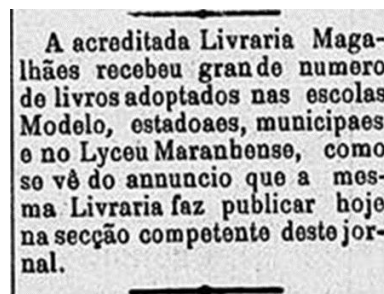 A acreditada Livraria Maga-
lhães recebeu grande numero
de livros adoptados nas escolas
Modelo, estadoaes, municipaes
e no Lyceu Maranhense, como
se vê do annuncio que a mes-
ma Livraria faz publicar hoje
na secção competente deste jor-
nal.